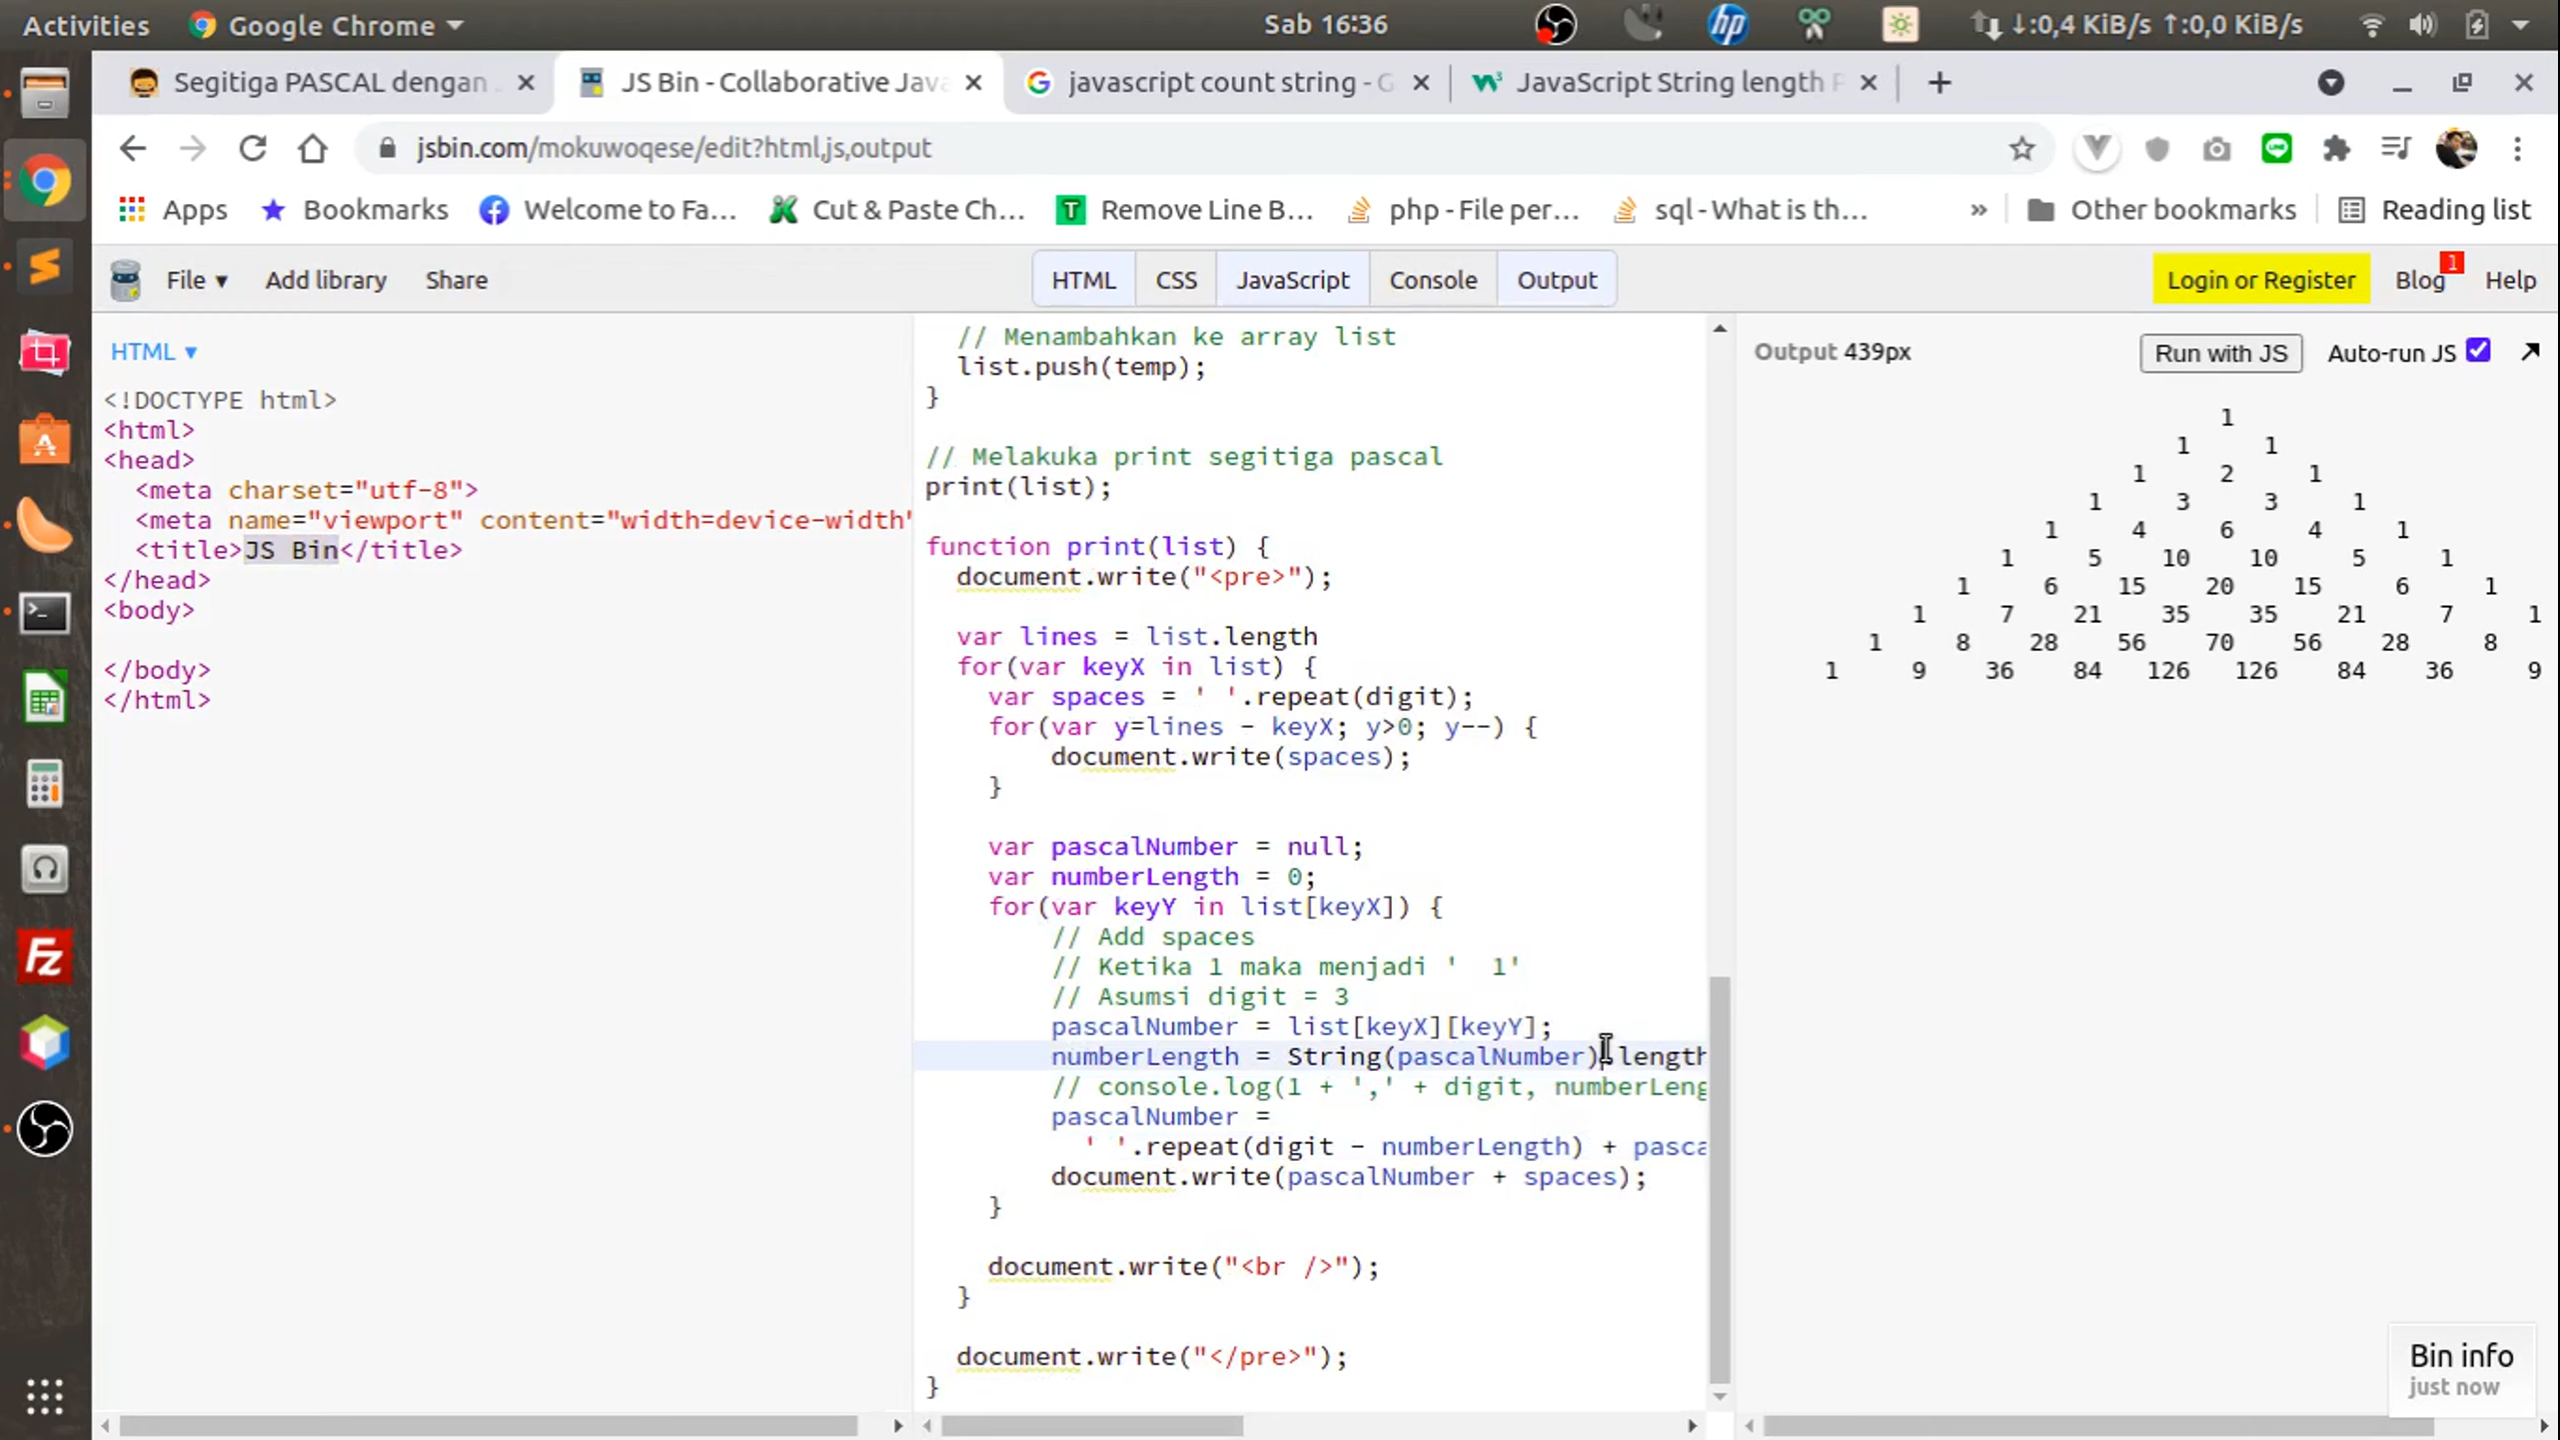 Activities
Google Chrome
Sab 16:36
↓:0,4 KiB/s ↑:0,0 KiB/s
Segitiga PASCAL dengan
JS Bin - Collaborative Java
javascript count string - G
JavaScript String length P
jsbin.com/mokuwoqese/edit?html,js,output
Apps
Bookmarks
Welcome to Fa...
Cut & Paste Ch...
Remove Line B...
php - File per...
sql - What is th...
»
Other bookmarks
Reading list
File ▾
Add library
Share
HTML
CSS
JavaScript
Console
Output
Login or Register
Blog
1
Help
HTML ▾
<!DOCTYPE html>
<html>
<head>
<meta charset="utf-8">
<meta name="viewport" content="width=device-width"
<title>JS Bin</title>
</head>
<body>
</body>
</html>
// Menambahkan ke array list
list.push(temp);
}
// Melakuka print segitiga pascal
print(list);
function print(list) {
document.write("<pre>");
var lines = list.length
for(var keyX in list) {
var spaces = ' '.repeat(digit);
for(var y=lines - keyX; y>0; y--) {
document.write(spaces);
}
var pascalNumber = null;
var numberLength = 0;
for(var keyY in list[keyX]) {
// Add spaces
// Ketika 1 maka menjadi '  1'
// Asumsi digit = 3
pascalNumber = list[keyX][keyY];
numberLength = String(pascalNumber).length
// console.log(1 + ',' + digit, numberLeng
pascalNumber =
' '.repeat(digit - numberLength) + pasca
document.write(pascalNumber + spaces);
}
document.write("<br />");
}
document.write("</pre>");
}
Output 439px
Run with JS
Auto-run JS
1
1 1
1 2 1
1 3 3 1
1 4 6 4 1
1 5 10 10 5 1
1 6 15 20 15 6 1
1 7 21 35 35 21 7 1
1 8 28 56 70 56 28 8
1 9 36 84 126 126 84 36 9
Bin info
just now